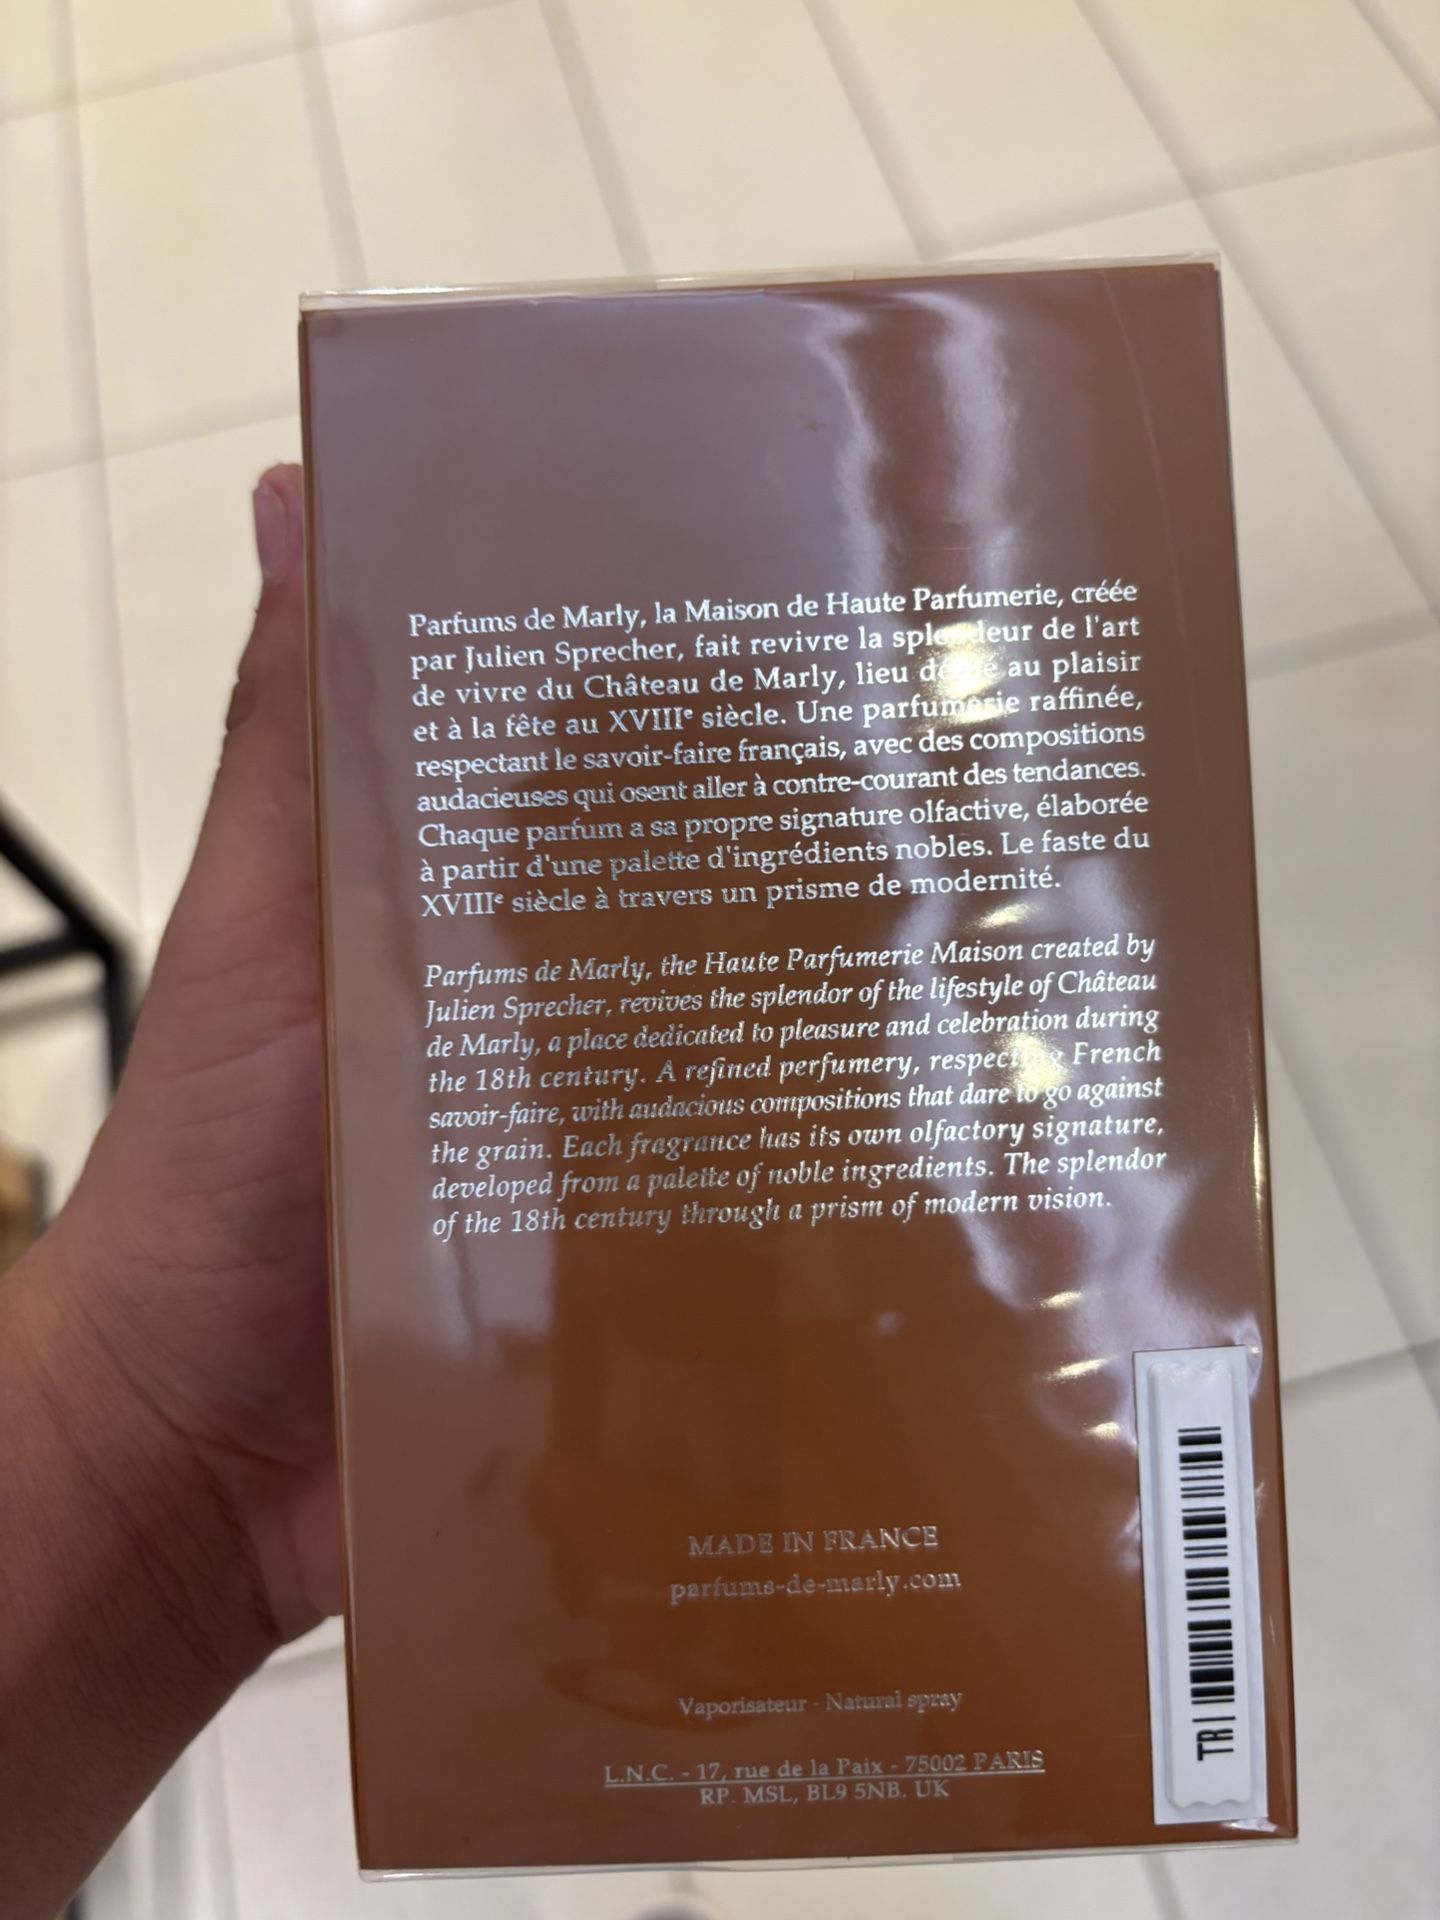 Parfums de Marly, la Maison de Haute Parfumerie, créée
par Julien Sprecher, fait revivre la splendeur de l'art
de vivre du Château de Marly, lieu dédié au plaisir
et à la fête au XVIIIe siècle. Une parfumerie raffinée,
respectant le savoir-faire français, avec des compositions
audacieuses qui osent aller à contre-courant des tendances.
Chaque parfum a sa propre signature olfactive, élaborée
à partir d'une palette d'ingrédients nobles. Le faste du
XVIIIe siècle à travers un prisme de modernité.
Parfums de Marly, the Haute Parfumerie Maison created by
Julien Sprecher, revives the splendor of the lifestyle of Château
de Marly, a place dedicated to pleasure and celebration during
the 18th century. A refined perfumery, respecting French
savoir-faire, with audacious compositions that dare to go against
the grain. Each fragrance has its own olfactory signature,
developed from a palette of noble ingredients. The splendor
of the 18th century through a prism of modern vision.
MADE IN FRANCE
parfums-de-marly.com
Vaporisateur - Natural spray
L.N.C. - 17, rue de la Paix - 75002 PARIS
RP. MSL, BL9 5NB. UK
TR